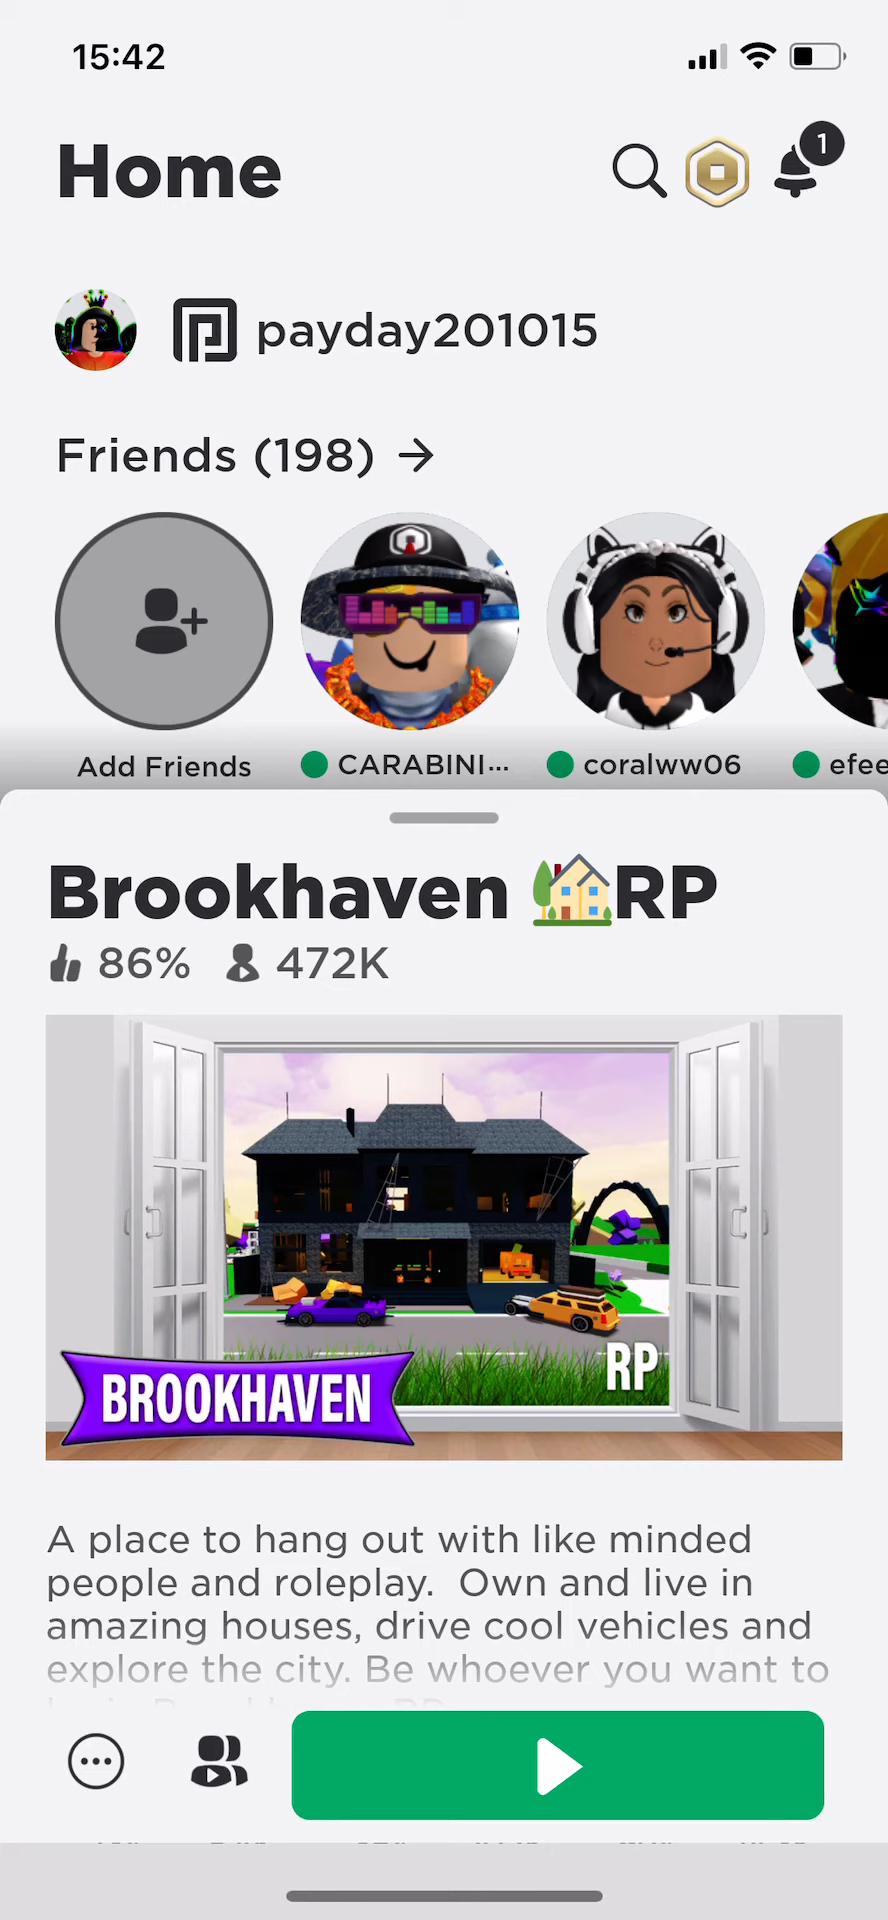 15:42
Home
1
payday201015
Friends (198) →
Add Friends
CARABINI...
coralww06
efee
Brookhaven 🏡RP
86% 472K
RP
BROOKHAVEN
A place to hang out with like minded
people and roleplay.  Own and live in
amazing houses, drive cool vehicles and
explore the city. Be whoever you want to